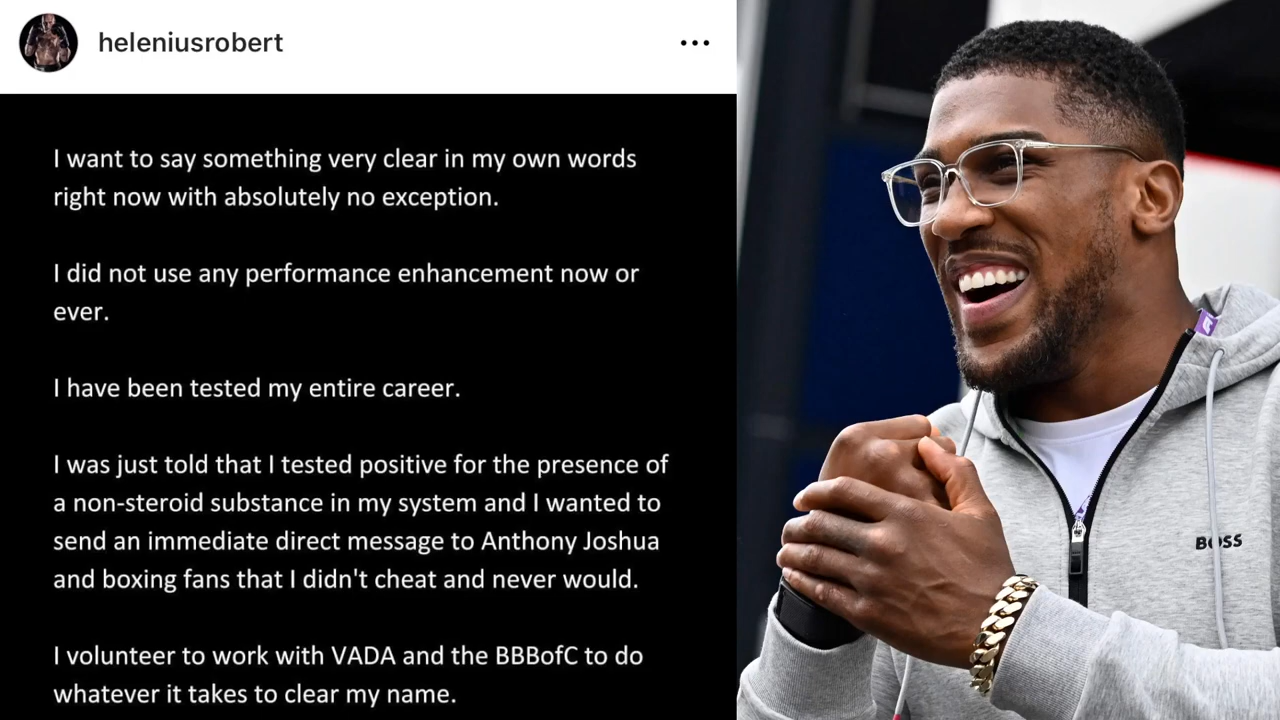 heleniusrobert
I want to say something very clear in my own words
right now with absolutely no exception.
I did not use any performance enhancement now or
ever.
I have been tested my entire career.
I was just told that I tested positive for the presence of
a non-steroid substance in my system and I wanted to
send an immediate direct message to Anthony Joshua
and boxing fans that I didn't cheat and never would.
I volunteer to work with VADA and the BBBofC to do
whatever it takes to clear my name.
BOSS